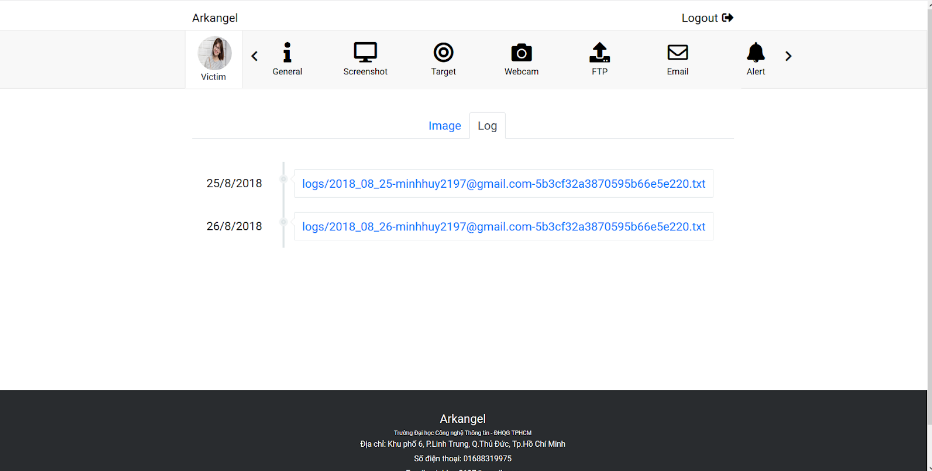 Arkangel
Logout
Victim
General
Screenshot
Target
Webcam
FTP
Email
Alert
Image
Log
25/8/2018
logs/2018_08_25-minhhuy2197@gmail.com-5b3cf32a3870595b66e5e220.txt
26/8/2018
logs/2018_08_26-minhhuy2197@gmail.com-5b3cf32a3870595b66e5e220.txt
Arkangel
Trường Đại học Công nghệ Thông tin - ĐHQG TPHCM
Địa chỉ: Khu phố 6, P.Linh Trung, Q.Thủ Đức, Tp.Hồ Chí Minh
Số điện thoại: 01688319975